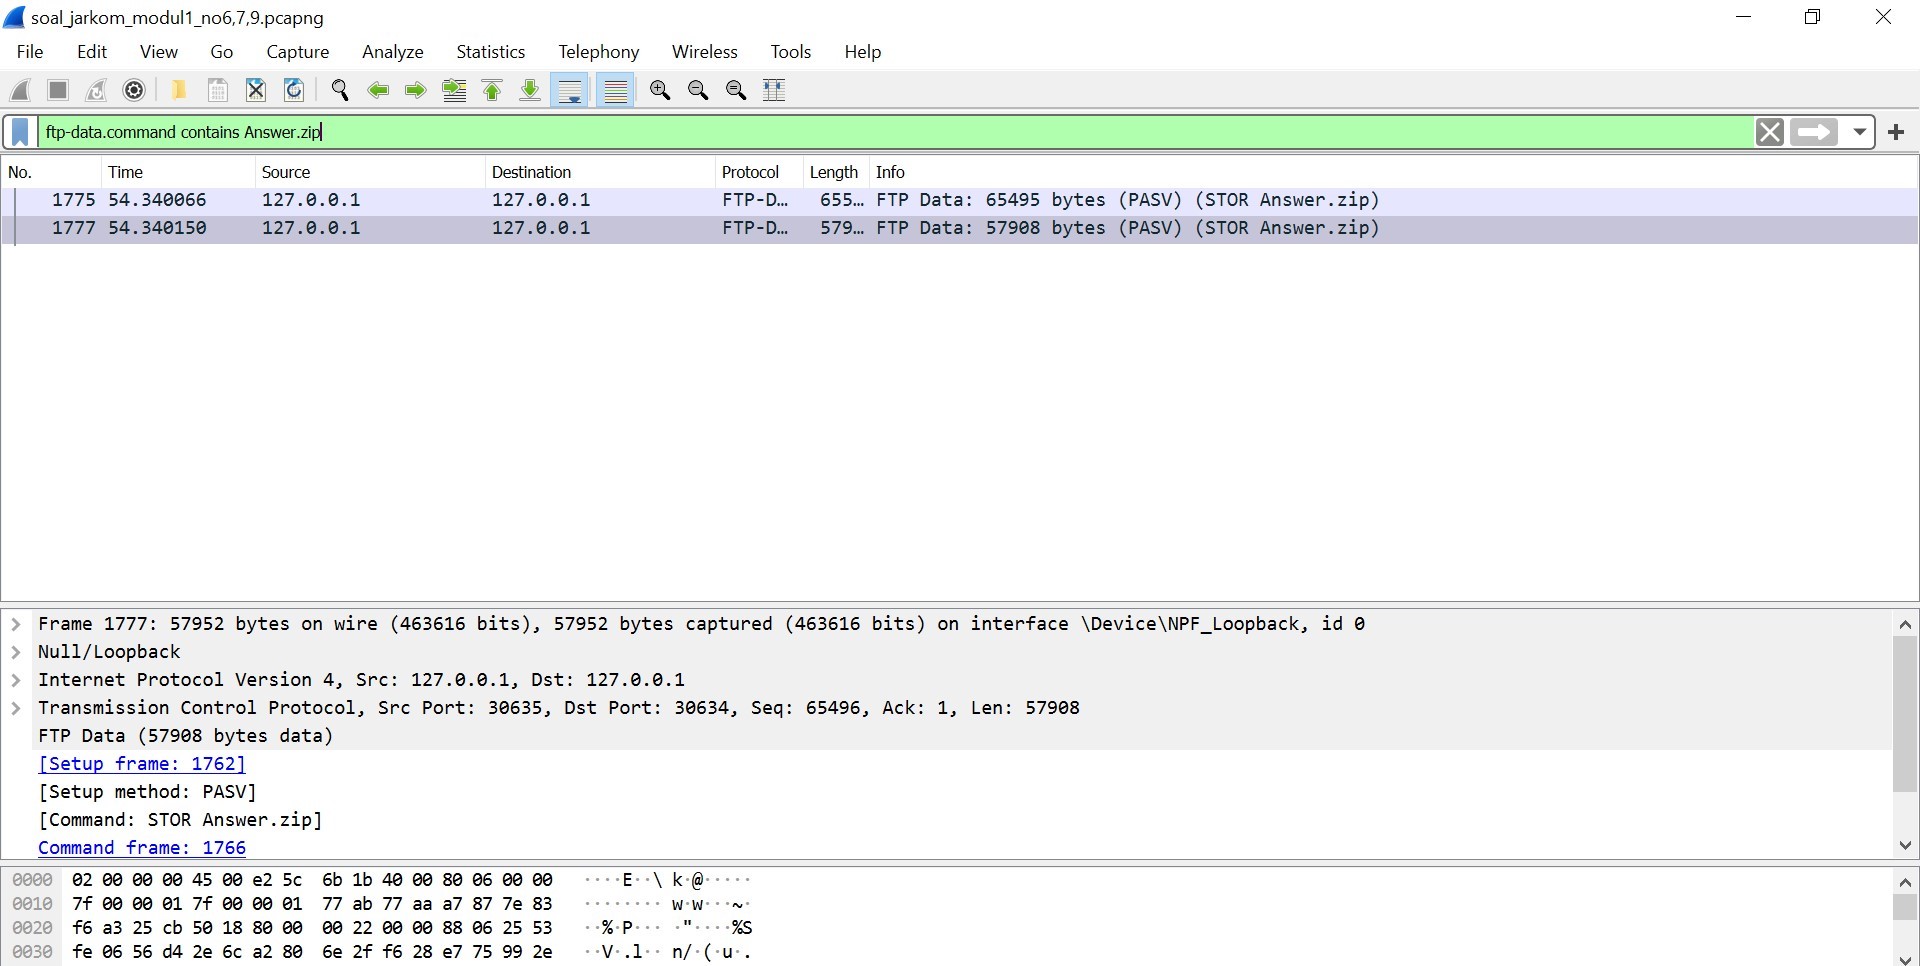 soal_jarkom_modul1_no6,7,9.pcapng
File Edit View Go Capture Analyze Statistics Telephony Wireless Tools Help
ftp-data.command contains Answer.zip
No. Time Source Destination Protocol Length Info
1775 54.340066 127.0.0.1 127.0.0.1 FTP-D… 655… FTP Data: 65495 bytes (PASV) (STOR Answer.zip)
1777 54.340150 127.0.0.1 127.0.0.1 FTP-D… 579… FTP Data: 57908 bytes (PASV) (STOR Answer.zip)
Frame 1777: 57952 bytes on wire (463616 bits), 57952 bytes captured (463616 bits) on interface \Device\NPF_Loopback, id 0
Null/Loopback
Internet Protocol Version 4, Src: 127.0.0.1, Dst: 127.0.0.1
Transmission Control Protocol, Src Port: 30635, Dst Port: 30634, Seq: 65496, Ack: 1, Len: 57908
FTP Data (57908 bytes data)
[Setup frame: 1762]
[Setup method: PASV]
[Command: STOR Answer.zip]
Command frame: 1766
0000 02 00 00 00 45 00 e2 5c 6b 1b 40 00 80 06 00 00 ····E··\ k·@·····
0010 7f 00 00 01 7f 00 00 01 77 ab 77 aa a7 87 7e 83 ········ w·w···~·
0020 f6 a3 25 cb 50 18 80 00 00 22 00 00 88 06 25 53 ··%·P··· ·"····%S
0030 fe 06 56 d4 2e 6c a2 80 6e 2f f6 28 e7 75 99 2e ··V·.l·· n/·(·u·.